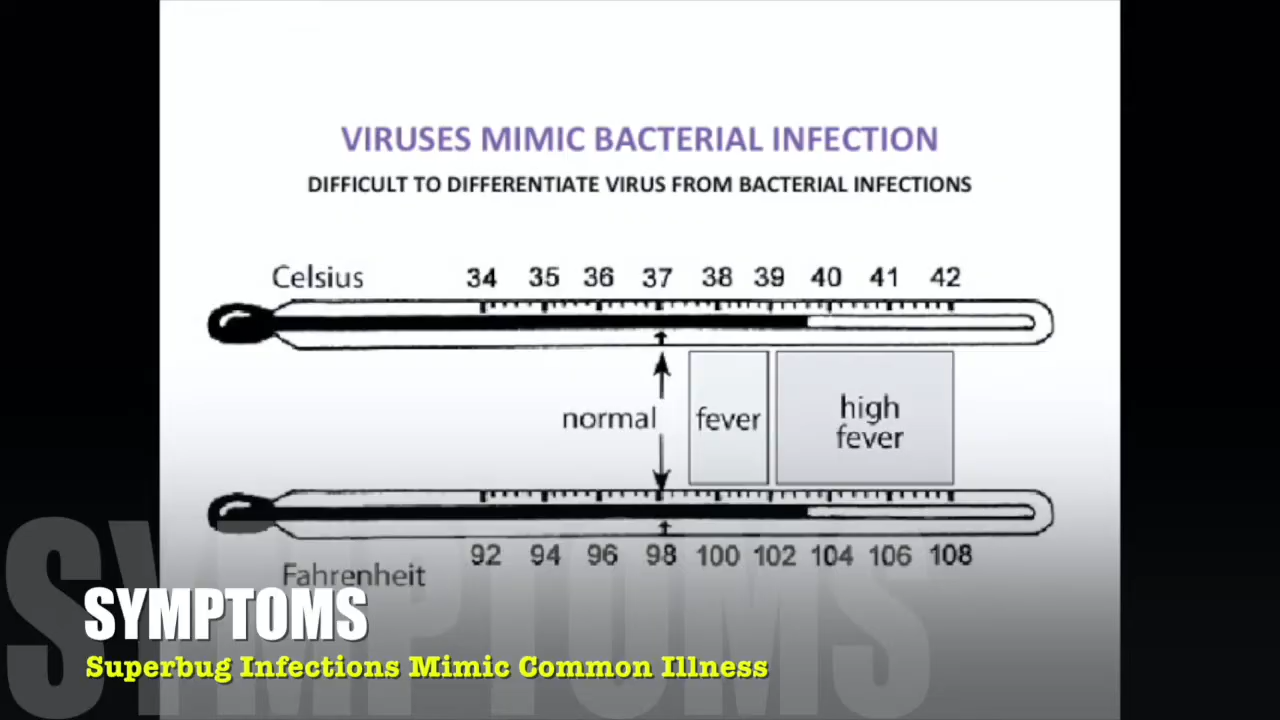 VIRUSES MIMIC BACTERIAL INFECTION
DIFFICULT TO DIFFERENTIATE VIRUS FROM BACTERIAL INFECTIONS
Celsius 34 35 36 37 38 39 40 41 42
normal fever high
fever
92 94 96 98 100 102 104 106 108
Fahrenheit
SYMPTOMS
SYMPTOMS
Superbug Infections Mimic Common Illness